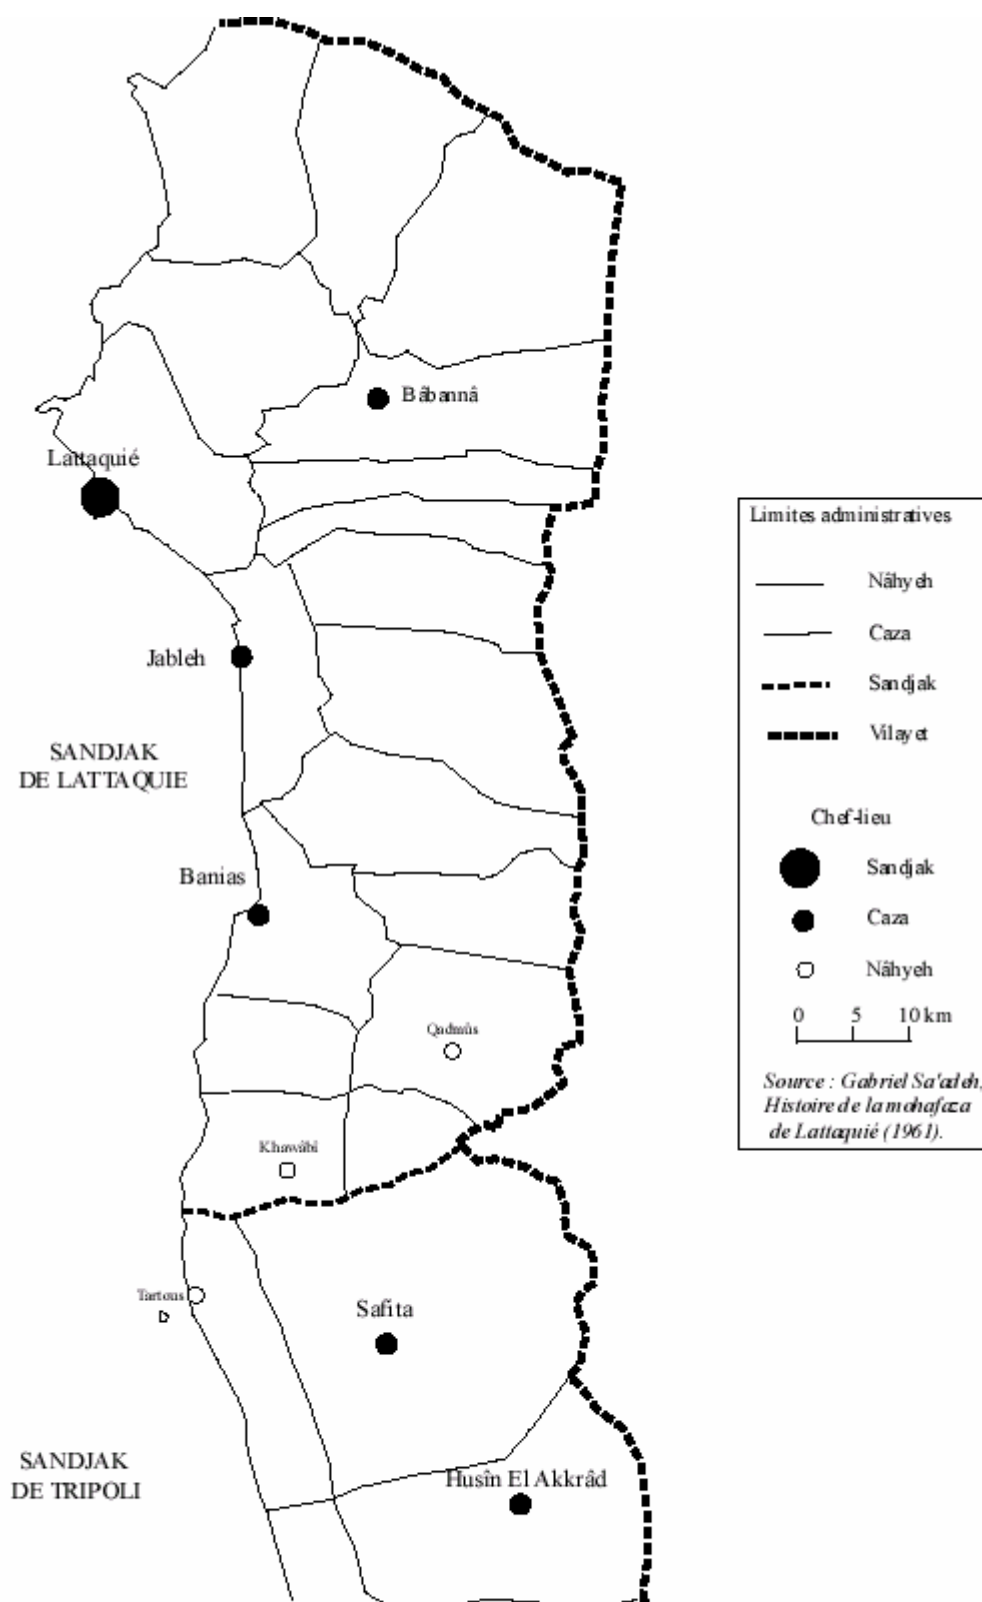 Bâbannâ
Lattaquié
Jableh
SANDJAK
DE LATTAQUIE
Banias
Qadmûs
Khawâbî
Tartous
Safita
SANDJAK
DE TRIPOLI
Husîn El Akkrâd
Limites administratives
Nâhyeh
Caza
Sandjak
Vilayet
Chef-lieu
Sandjak
Caza
Nâhyeh
0 5 10 km
Source : Gabriel Sa'adeh,
Histoire de la mohafaza
de Lattaquié (1961).